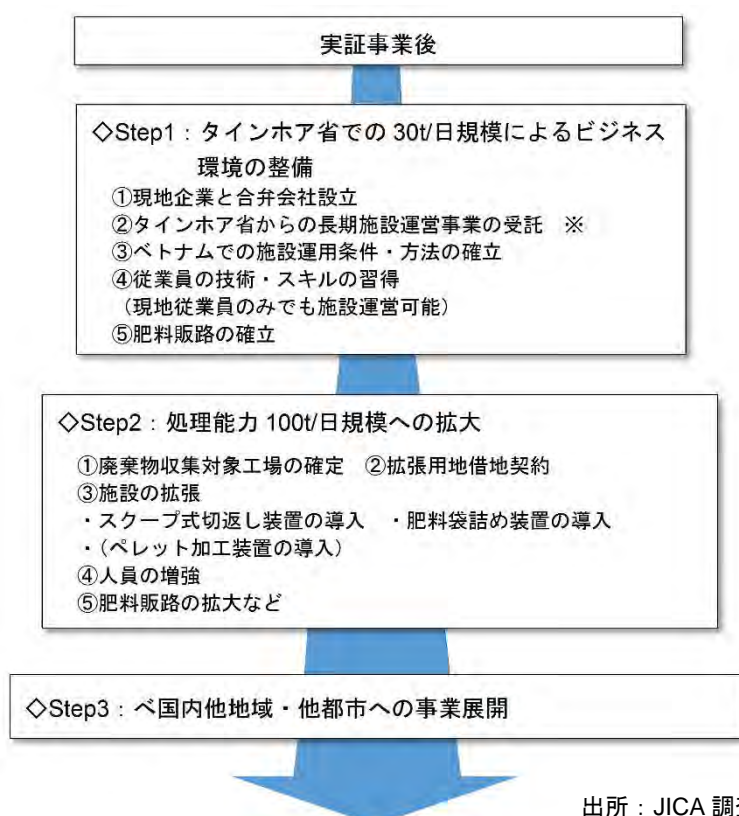 実証事業後
◇Step1：タインホア省での 30t/日規模によるビジネス
環境の整備
①現地企業と合弁会社設立
②タインホア省からの長期施設運営事業の受託　※
③ベトナムでの施設運用条件・方法の確立
④従業員の技術・スキルの習得
（現地従業員のみでも施設運営可能）
⑤肥料販路の確立
◇Step2：処理能力 100t/日規模への拡大
①廃棄物収集対象工場の確定　②拡張用地借地契約
③施設の拡張
・スクープ式切返し装置の導入　・肥料袋詰め装置の導入
・（ペレット加工装置の導入）
④人員の増強
⑤肥料販路の拡大など
◇Step3：ベ国内他地域・他都市への事業展開
出所：JICA 調査